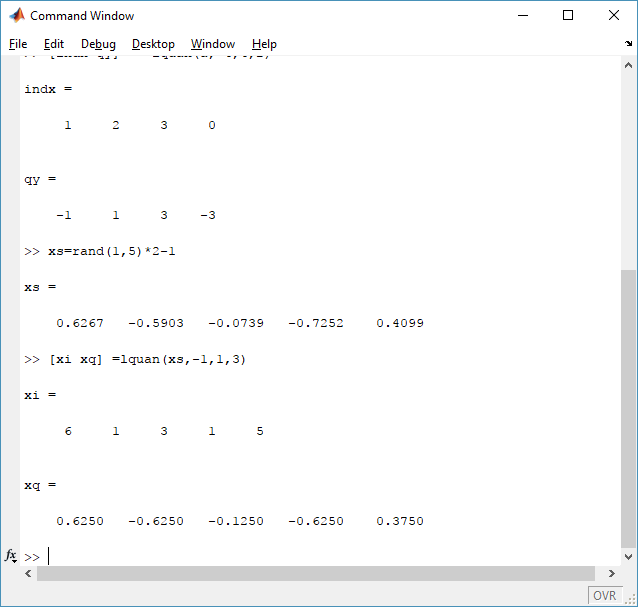 Command Window
File Edit Debug Desktop Window Help
indx =
1 2 3 0
qy =
-1 1 3 -3
>> xs=rand(1,5)*2-1
xs =
0.6267 -0.5903 -0.0739 -0.7252 0.4099
>> [xi xq] =lquan(xs,-1,1,3)
xi =
6 1 3 1 5
xq =
0.6250 -0.6250 -0.1250 -0.6250 0.3750
fx >>
OVR